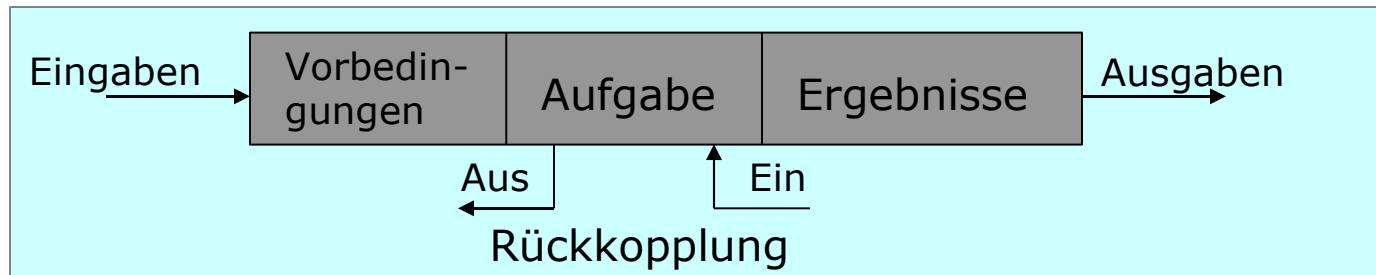 Eingaben
Vorbedin-
gungen
Aufgabe
Ergebnisse
Ausgaben
Aus
Ein
Rückkopplung